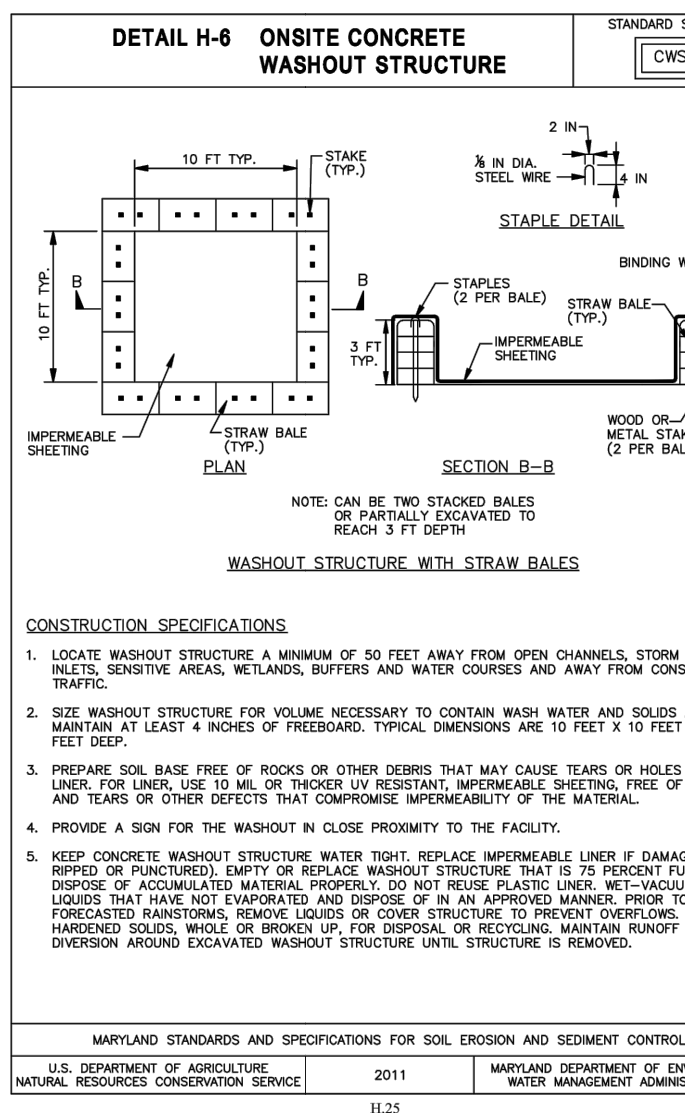 DETAIL H-6 ONSITE CONCRETE
WASHOUT STRUCTURE
STANDARD S
CWS
10 FT TYP.
STAKE
(TYP.)
2 IN
⅛ IN DIA.
STEEL WIRE
4 IN
STAPLE DETAIL
10 FT TYP.
B
B
BINDING W
STAPLES
(2 PER BALE)
STRAW BALE
(TYP.)
3 FT
TYP.
IMPERMEABLE
SHEETING
IMPERMEABLE
SHEETING
STRAW BALE
(TYP.)
WOOD OR
METAL STAK
(2 PER BAL
PLAN
SECTION B-B
NOTE: CAN BE TWO STACKED BALES
OR PARTIALLY EXCAVATED TO
REACH 3 FT DEPTH
WASHOUT STRUCTURE WITH STRAW BALES
CONSTRUCTION SPECIFICATIONS
1. LOCATE WASHOUT STRUCTURE A MINIMUM OF 50 FEET AWAY FROM OPEN CHANNELS, STORM
INLETS, SENSITIVE AREAS, WETLANDS, BUFFERS AND WATER COURSES AND AWAY FROM CONS
TRAFFIC.
2. SIZE WASHOUT STRUCTURE FOR VOLUME NECESSARY TO CONTAIN WASH WATER AND SOLIDS
MAINTAIN AT LEAST 4 INCHES OF FREEBOARD. TYPICAL DIMENSIONS ARE 10 FEET X 10 FEET
FEET DEEP.
3. PREPARE SOIL BASE FREE OF ROCKS OR OTHER DEBRIS THAT MAY CAUSE TEARS OR HOLES
LINER. FOR LINER, USE 10 MIL OR THICKER UV RESISTANT, IMPERMEABLE SHEETING, FREE OF
AND TEARS OR OTHER DEFECTS THAT COMPROMISE IMPERMEABILITY OF THE MATERIAL.
4. PROVIDE A SIGN FOR THE WASHOUT IN CLOSE PROXIMITY TO THE FACILITY.
5. KEEP CONCRETE WASHOUT STRUCTURE WATER TIGHT. REPLACE IMPERMEABLE LINER IF DAMAG
RIPPED OR PUNCTURED). EMPTY OR REPLACE WASHOUT STRUCTURE THAT IS 75 PERCENT FU
DISPOSE OF ACCUMULATED MATERIAL PROPERLY. DO NOT REUSE PLASTIC LINER. WET-VACUU
LIQUIDS THAT HAVE NOT EVAPORATED AND DISPOSE OF IN AN APPROVED MANNER. PRIOR TO
FORECASTED RAINSTORMS, REMOVE LIQUIDS OR COVER STRUCTURE TO PREVENT OVERFLOWS.
HARDENED SOLIDS, WHOLE OR BROKEN UP, FOR DISPOSAL OR RECYCLING. MAINTAIN RUNOFF
DIVERSION AROUND EXCAVATED WASHOUT STRUCTURE UNTIL STRUCTURE IS REMOVED.
MARYLAND STANDARDS AND SPECIFICATIONS FOR SOIL EROSION AND SEDIMENT CONTROL
U.S. DEPARTMENT OF AGRICULTURE
NATURAL RESOURCES CONSERVATION SERVICE
2011
MARYLAND DEPARTMENT OF EN
WATER MANAGEMENT ADMINIS
H.25